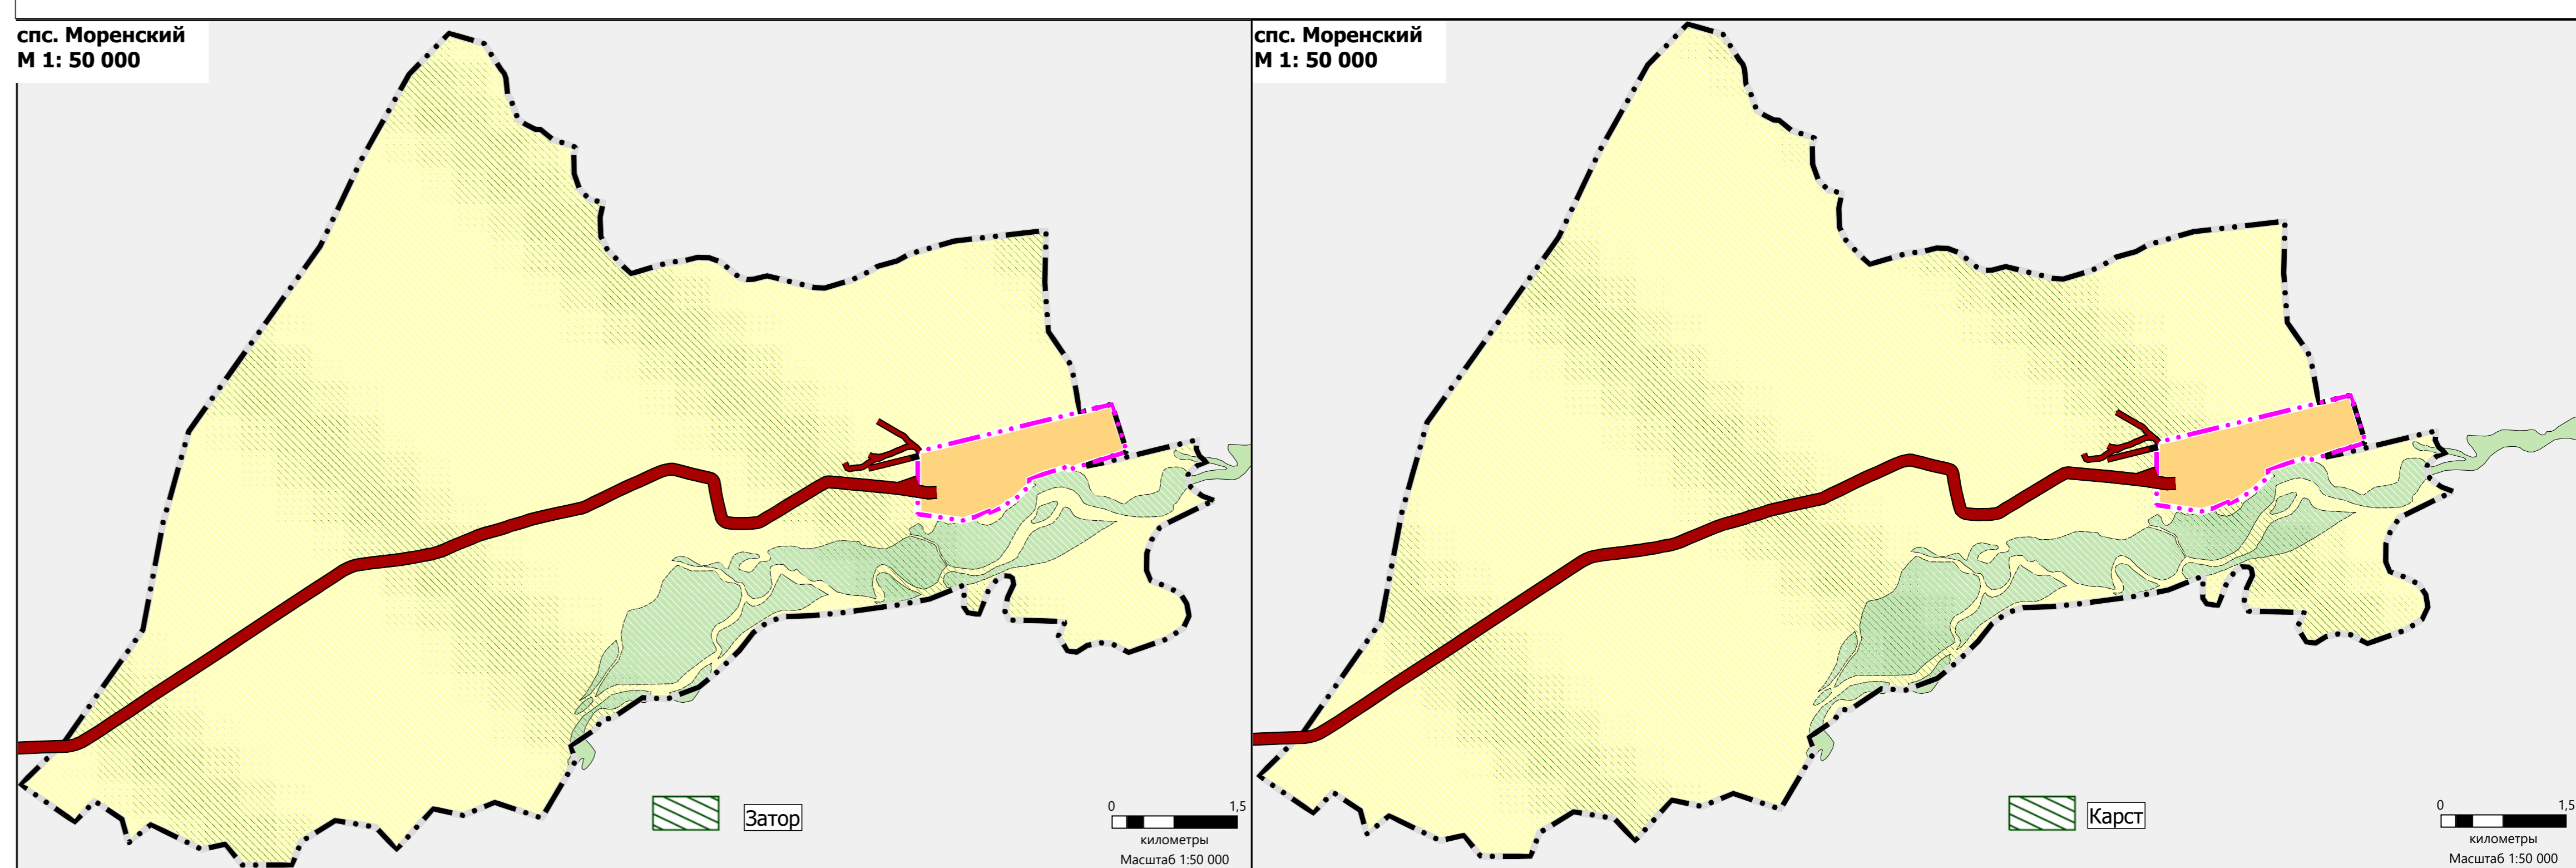 спс. Моренский
М 1: 50 000
Затор
0 1,5
километры
Масштаб 1:50 000
спс. Моренский
М 1: 50 000
Карст
0 1,5
километры
Масштаб 1:50 000